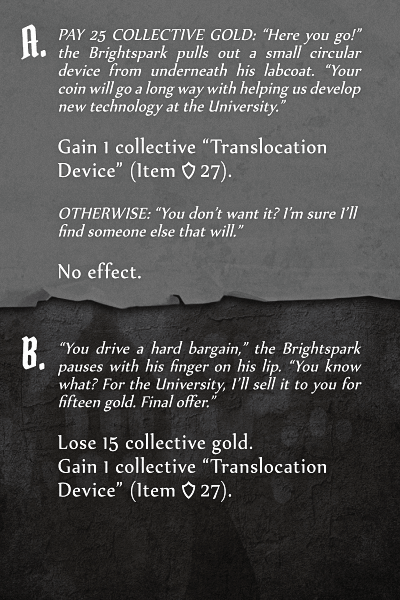 A.
PAY 25 COLLECTIVE GOLD: “Here you go!”
the Brightspark pulls out a small circular
device from underneath his labcoat. “Your
coin will go a long way with helping us develop
new technology at the University.”
Gain 1 collective “Translocation
Device” (Item 27).
OTHERWISE: “You don’t want it? I’m sure I’ll
find someone else that will.”
No effect.
B.
“You drive a hard bargain,” the Brightspark
pauses with his finger on his lip. “You know
what? For the University, I’ll sell it to you for
fifteen gold. Final offer.”
Lose 15 collective gold.
Gain 1 collective “Translocation
Device” (Item 27).